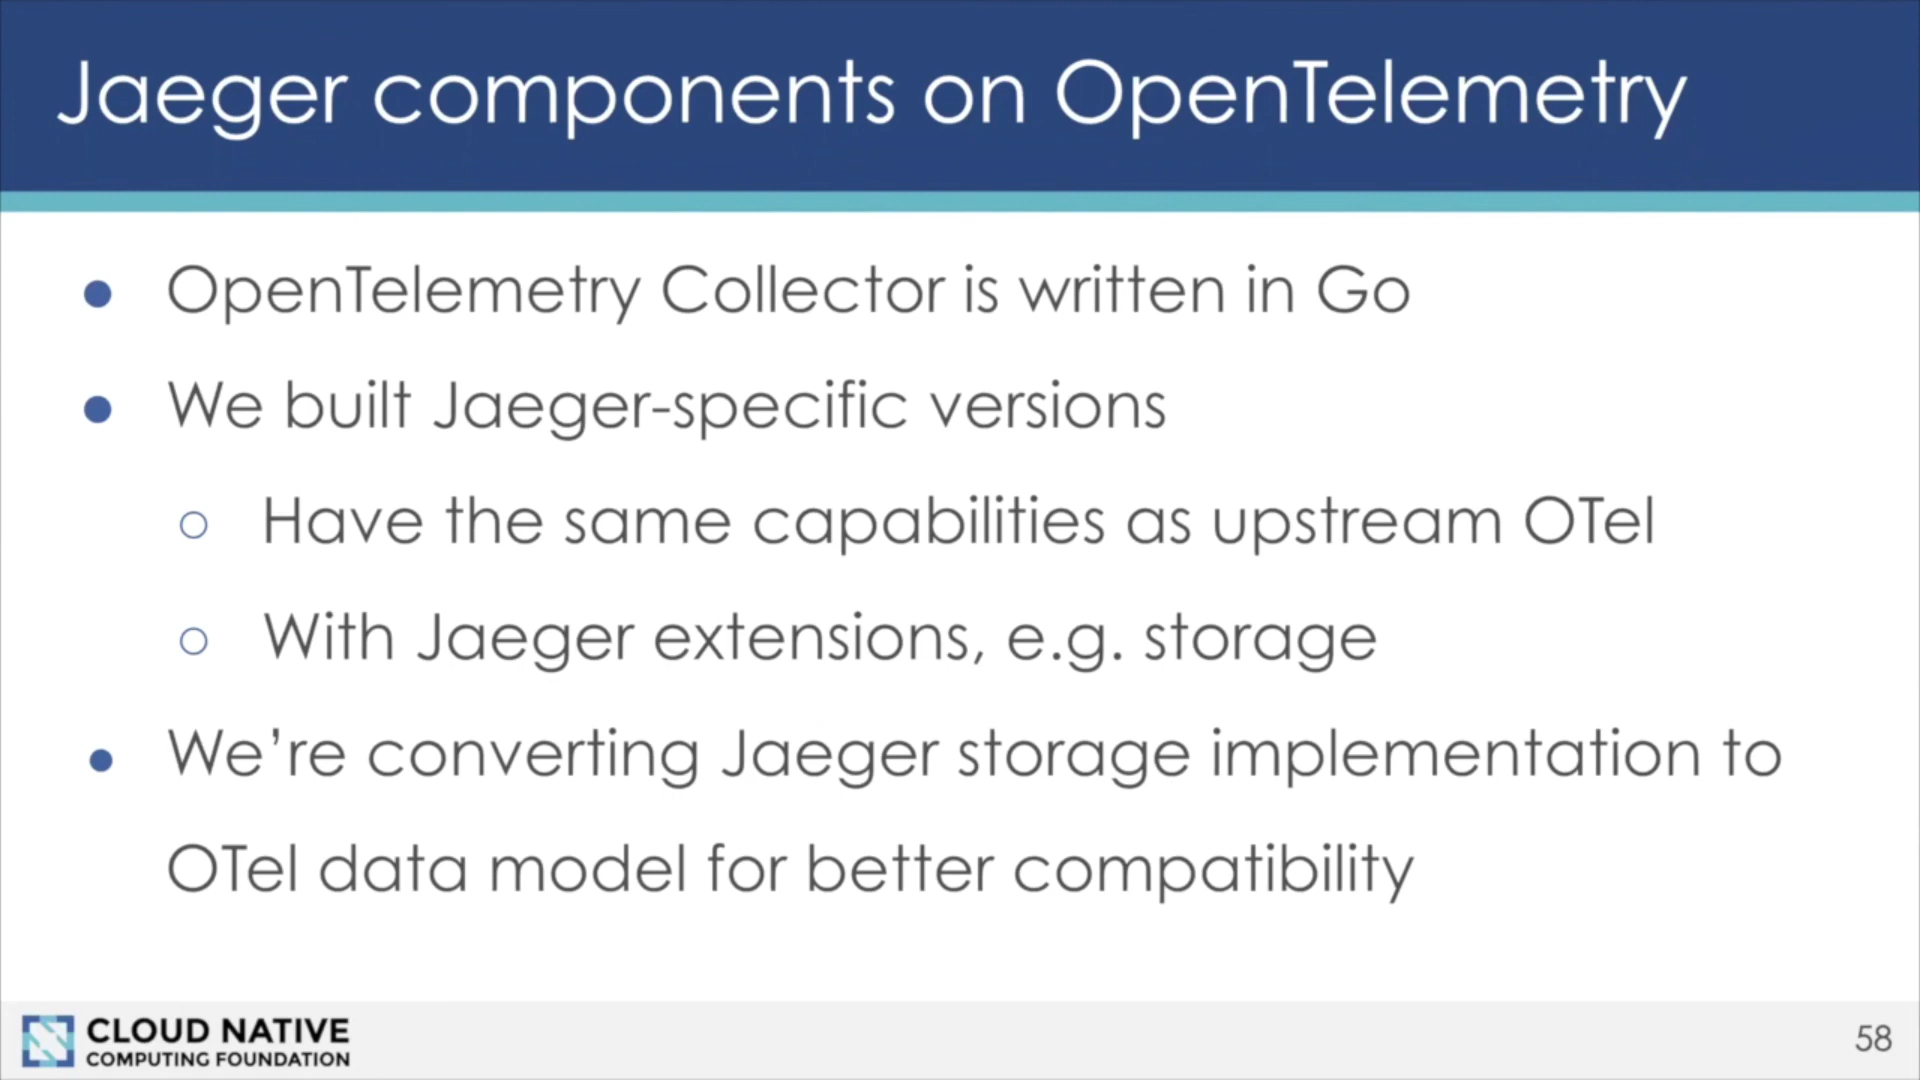 Jaeger components on OpenTelemetry
● OpenTelemetry Collector is written in Go
● We built Jaeger-specific versions
○ Have the same capabilities as upstream OTel
○ With Jaeger extensions, e.g. storage
● We’re converting Jaeger storage implementation to
OTel data model for better compatibility
CLOUD NATIVE
COMPUTING FOUNDATION
58